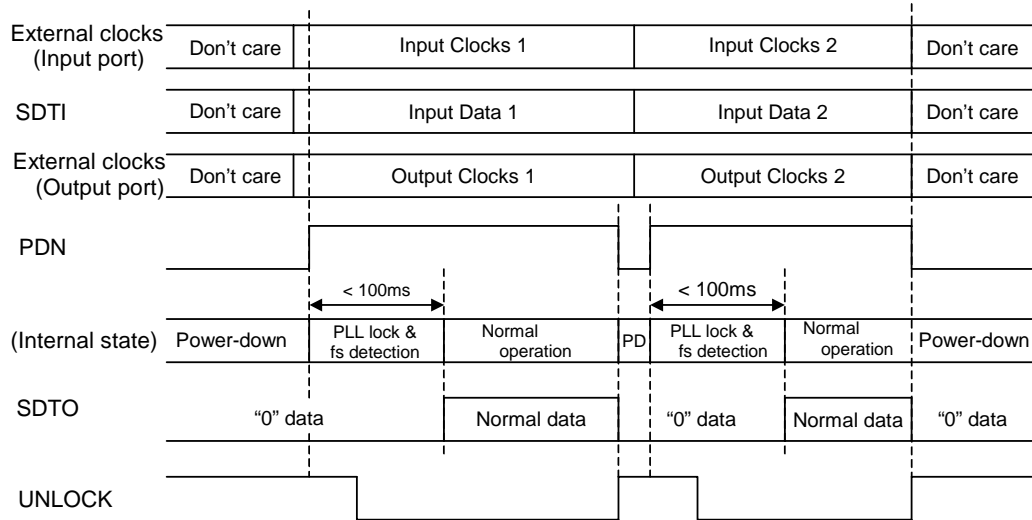 External clocks
(Input port)
Don't care
Input Clocks 1
Input Clocks 2
Don't care
SDTI
Don't care
Input Data 1
Input Data 2
Don't care
External clocks
(Output port)
Don't care
Output Clocks 1
Output Clocks 2
Don't care
PDN
< 100ms
< 100ms
(Internal state)
Power-down
PLL lock &
fs detection
Normal
operation
PD
PLL lock &
fs detection
Normal
operation
Power-down
SDTO
“0” data
Normal data
“0” data
Normal data
“0” data
UNLOCK